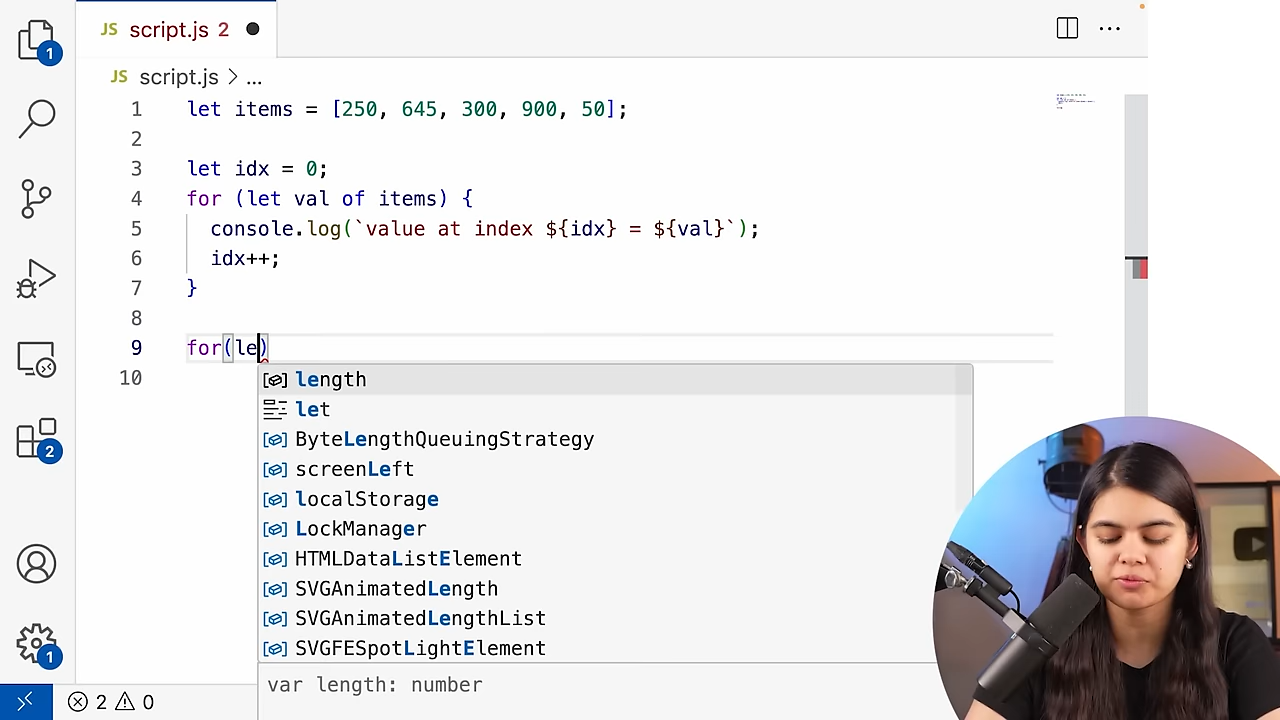 JS script.js 2
JS script.js > ...
1
1 let items = [250, 645, 300, 900, 50];
2
3 let idx = 0;
4 for (let val of items) {
5 console.log(`value at index ${idx} = ${val}`);
6 idx++;
7 }
8
9 for(le)
10
length
let
ByteLengthQueuingStrategy
screenLeft
localStorage
LockManager
HTMLDataListElement
SVGAnimatedLength
SVGAnimatedLengthList
SVGFESpotLightElement
var length: number
2
1
2 0